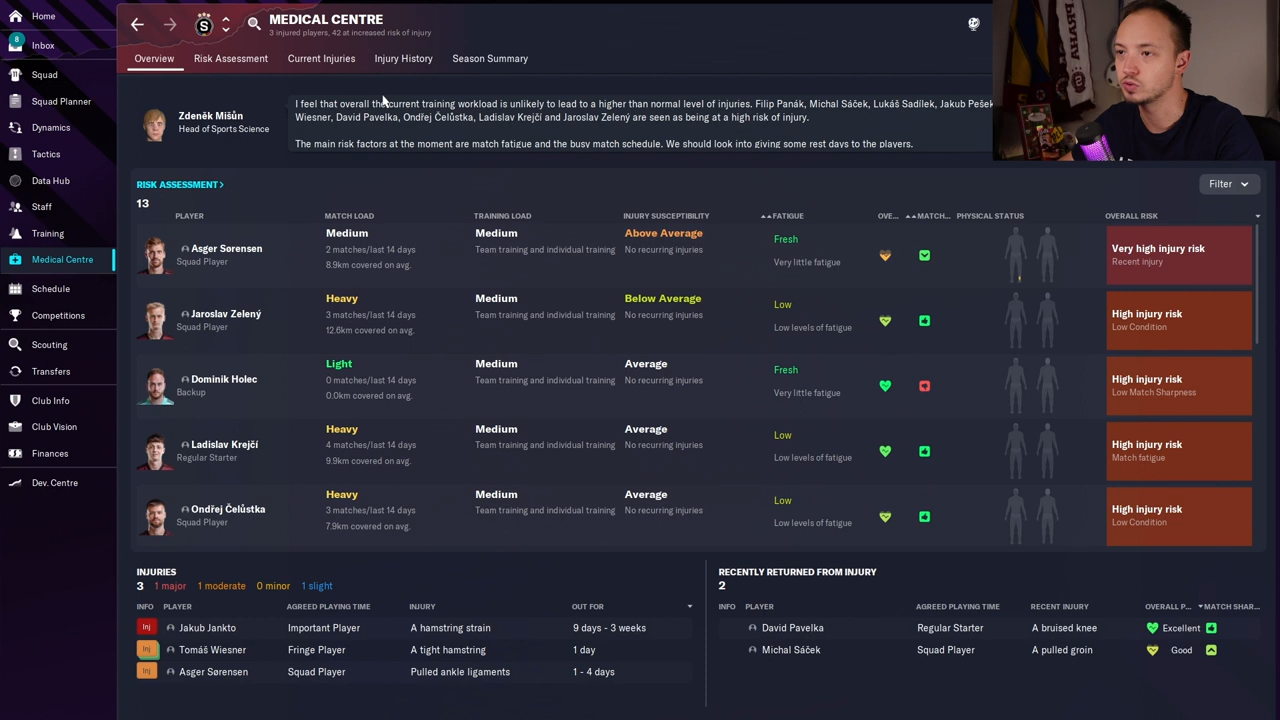 Home
8
Inbox
Squad
Squad Planner
Dynamics
Tactics
Data Hub
Staff
Training
Medical Centre
Schedule
Competitions
Scouting
Transfers
Club Info
Club Vision
Finances
Dev. Centre
S
MEDICAL CENTRE
3 injured players, 42 at increased risk of injury
Overview Risk Assessment Current Injuries Injury History Season Summary
Zdeněk Mišůn
Head of Sports Science
I feel that overall the current training workload is unlikely to lead to a higher than normal level of injuries. Filip Panák, Michal Sáček, Lukáš Sadílek, Jakub Pešek
Wiesner, David Pavelka, Ondřej Čelůstka, Ladislav Krejčí and Jaroslav Zelený are seen as being at a high risk of injury.
The main risk factors at the moment are match fatigue and the busy match schedule. We should look into giving some rest days to the players.
PRAHA
RISK ASSESSMENT >
13
Filter
PLAYER MATCH LOAD TRAINING LOAD INJURY SUSCEPTIBILITY FATIGUE OVE... MATCH... PHYSICAL STATUS OVERALL RISK
Asger Sørensen
Squad Player
Medium
2 matches/last 14 days
8.9km covered on avg.
Medium
Team training and individual training
Above Average
No recurring injuries
Fresh
Very little fatigue
Very high injury risk
Recent injury
Jaroslav Zelený
Squad Player
Heavy
3 matches/last 14 days
12.6km covered on avg.
Medium
Team training and individual training
Below Average
No recurring injuries
Low
Low levels of fatigue
High injury risk
Low Condition
Dominik Holec
Backup
Light
0 matches/last 14 days
0.0km covered on avg.
Medium
Team training and individual training
Average
No recurring injuries
Fresh
Very little fatigue
High injury risk
Low Match Sharpness
Ladislav Krejčí
Regular Starter
Heavy
4 matches/last 14 days
9.9km covered on avg.
Medium
Team training and individual training
Average
No recurring injuries
Low
Low levels of fatigue
High injury risk
Match fatigue
Ondřej Čelůstka
Squad Player
Heavy
3 matches/last 14 days
7.9km covered on avg.
Medium
Team training and individual training
Average
No recurring injuries
Low
Low levels of fatigue
High injury risk
Low Condition
INJURIES
3 1 major 1 moderate 0 minor 1 slight
INFO PLAYER AGREED PLAYING TIME INJURY OUT FOR
Inj Jakub Jankto Important Player A hamstring strain 9 days - 3 weeks
Inj Tomáš Wiesner Fringe Player A tight hamstring 1 day
Inj Asger Sørensen Squad Player Pulled ankle ligaments 1 - 4 days
RECENTLY RETURNED FROM INJURY
2
INFO PLAYER AGREED PLAYING TIME RECENT INJURY OVERALL P... MATCH SHAR...
David Pavelka Regular Starter A bruised knee Excellent
Michal Sáček Squad Player A pulled groin Good